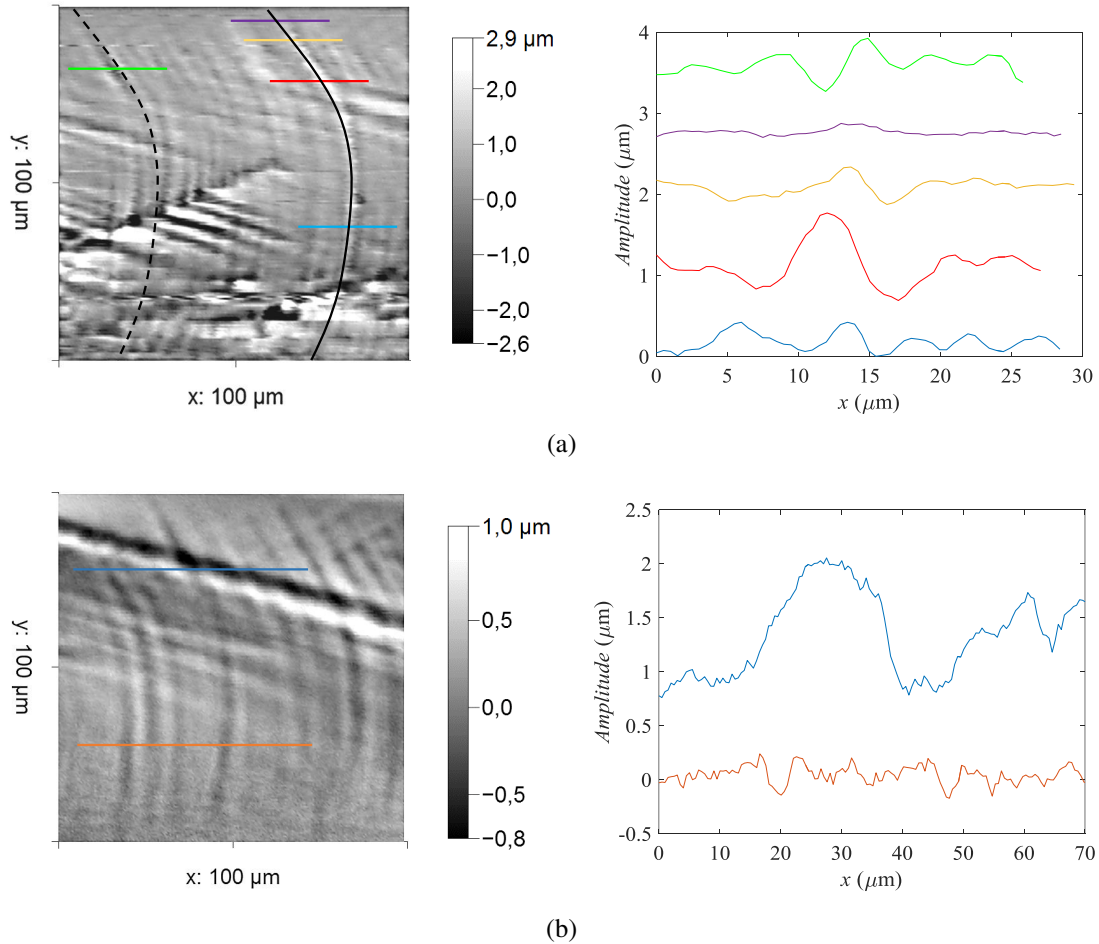 2,9 µm
2,0
1,0
0,0
−1,0
−2,0
−2,6
y: 100 µm
x: 100 µm
4
3
2
1
0
Amplitude (µm)
0 5 10 15 20 25 30
x (µm)
(a)
1,0 µm
0,5
0,0
−0,5
−0,8
y: 100 µm
x: 100 µm
2.5
2
1.5
1
0.5
0
-0.5
Amplitude (µm)
0 10 20 30 40 50 60 70
x (µm)
(b)